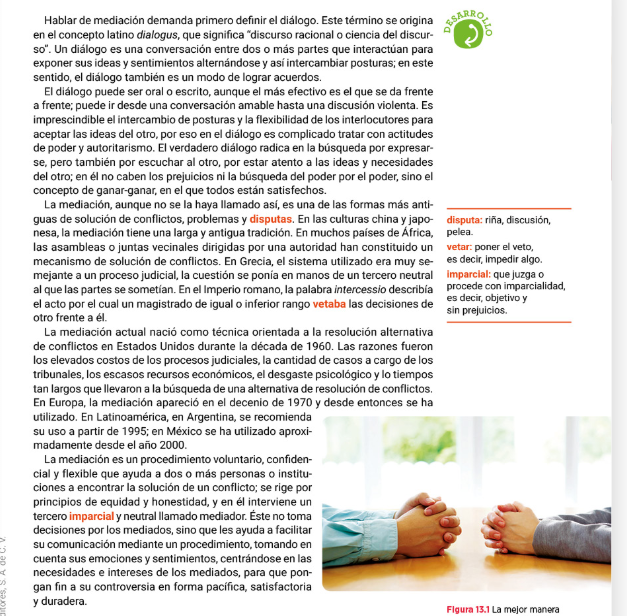 DESARROLLO
Hablar de mediación demanda primero definir el diálogo. Este término se origina
en el concepto latino dialogus, que significa “discurso racional o ciencia del discur-
so”. Un diálogo es una conversación entre dos o más partes que interactúan para
exponer sus ideas y sentimientos alternándose y así intercambiar posturas; en este
sentido, el diálogo también es un modo de lograr acuerdos.
El diálogo puede ser oral o escrito, aunque el más efectivo es el que se da frente
a frente; puede ir desde una conversación amable hasta una discusión violenta. Es
imprescindible el intercambio de posturas y la flexibilidad de los interlocutores para
aceptar las ideas del otro, por eso en el diálogo es complicado tratar con actitudes
de poder y autoritarismo. El verdadero diálogo radica en la búsqueda por expresar-
se, pero también por escuchar al otro, por estar atento a las ideas y necesidades
del otro; en él no caben los prejuicios ni la búsqueda del poder por el poder, sino el
concepto de ganar-ganar, en el que todos están satisfechos.
La mediación, aunque no se la haya llamado así, es una de las formas más anti-
guas de solución de conflictos, problemas y disputas. En las culturas china y japo-
nesa, la mediación tiene una larga y antigua tradición. En muchos países de África,
las asambleas o juntas vecinales dirigidas por una autoridad han constituido un
mecanismo de solución de conflictos. En Grecia, el sistema utilizado era muy se-
mejante a un proceso judicial, la cuestión se ponía en manos de un tercero neutral
al que las partes se sometían. En el Imperio romano, la palabra intercessio describía
el acto por el cual un magistrado de igual o inferior rango vetaba las decisiones de
otro frente a él.
La mediación actual nació como técnica orientada a la resolución alternativa
de conflictos en Estados Unidos durante la década de 1960. Las razones fueron
los elevados costos de los procesos judiciales, la cantidad de casos a cargo de los
tribunales, los escasos recursos económicos, el desgaste psicológico y lo tiempos
tan largos que llevaron a la búsqueda de una alternativa de resolución de conflictos.
En Europa, la mediación apareció en el decenio de 1970 y desde entonces se ha
utilizado. En Latinoamérica, en Argentina, se recomienda
su uso a partir de 1995; en México se ha utilizado aproxi-
madamente desde el año 2000.
La mediación es un procedimiento voluntario, confiden-
cial y flexible que ayuda a dos o más personas o institu-
ciones a encontrar la solución de un conflicto; se rige por
principios de equidad y honestidad, y en él interviene un
tercero imparcial y neutral llamado mediador. Éste no toma
decisiones por los mediados, sino que les ayuda a facilitar
su comunicación mediante un procedimiento, tomando en
cuenta sus emociones y sentimientos, centrándose en las
necesidades e intereses de los mediados, para que pon-
gan fin a su controversia en forma pacífica, satisfactoria
y duradera.
disputa: riña, discusión,
pelea.
vetar: poner el veto,
es decir, impedir algo.
imparcial: que juzga o
procede con imparcialidad,
es decir, objetivo y
sin prejuicios.
Figura 13.1 La mejor manera
ditores, S. A. de C. V.